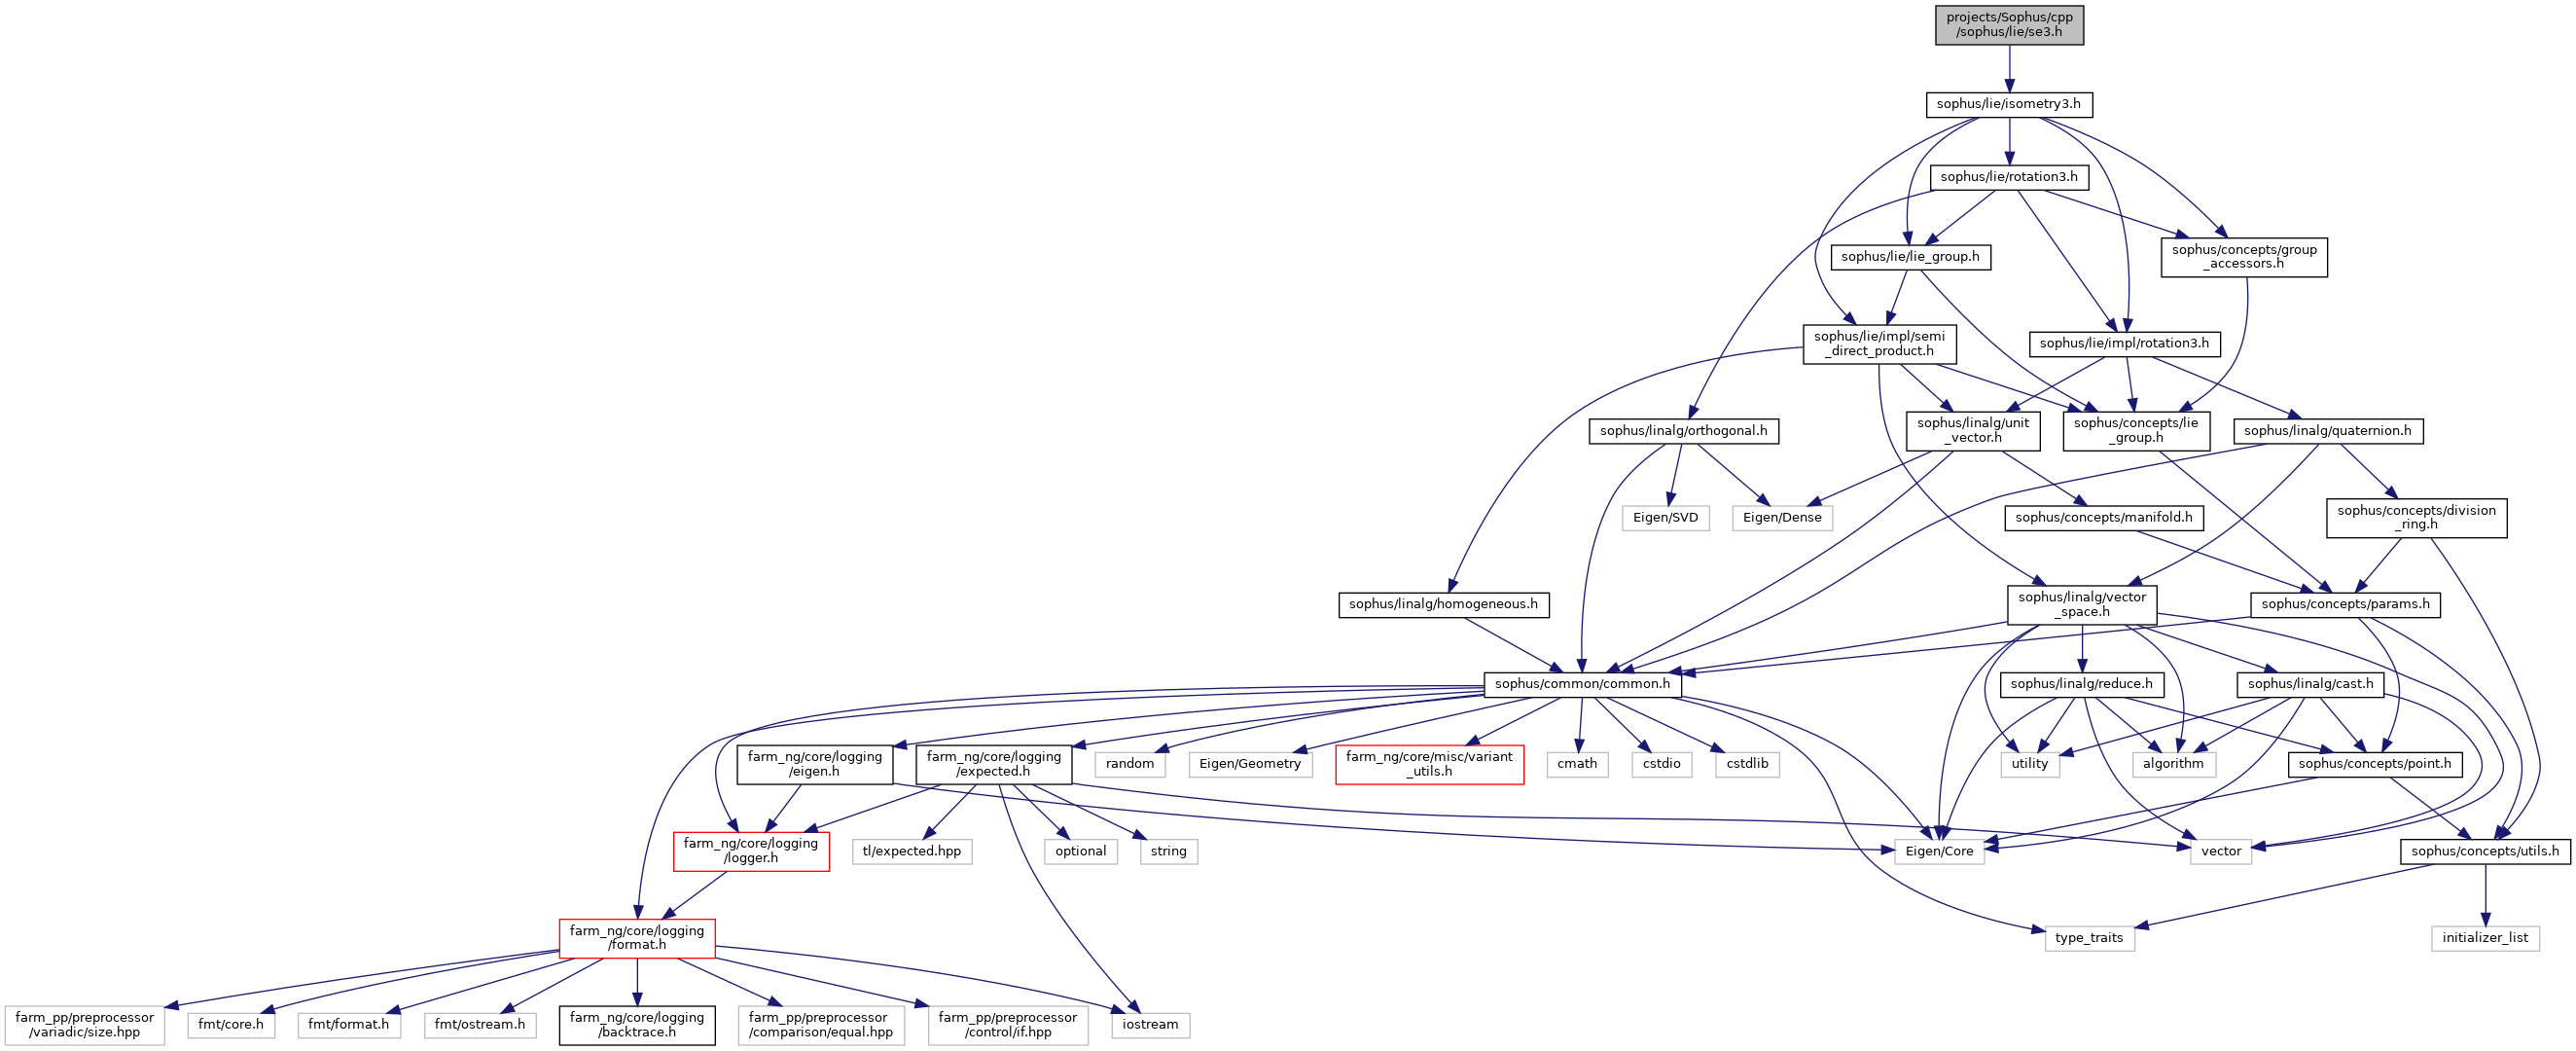 projects/Sophus/cpp
/sophus/lie/se3.h
sophus/lie/isometry3.h
sophus/lie/rotation3.h
sophus/lie/lie_group.h
sophus/concepts/group
_accessors.h
sophus/lie/impl/semi
_direct_product.h
sophus/lie/impl/rotation3.h
sophus/linalg/orthogonal.h
sophus/linalg/unit
_vector.h
sophus/concepts/lie
_group.h
sophus/linalg/quaternion.h
Eigen/SVD
Eigen/Dense
sophus/concepts/manifold.h
sophus/concepts/division
_ring.h
sophus/linalg/homogeneous.h
sophus/linalg/vector
_space.h
sophus/concepts/params.h
sophus/common/common.h
sophus/linalg/reduce.h
sophus/linalg/cast.h
farm_ng/core/logging
/eigen.h
farm_ng/core/logging
/expected.h
random
Eigen/Geometry
farm_ng/core/misc/variant
_utils.h
cmath
cstdio
cstdlib
utility
algorithm
sophus/concepts/point.h
farm_ng/core/logging
/logger.h
tl/expected.hpp
optional
string
Eigen/Core
vector
sophus/concepts/utils.h
farm_ng/core/logging
/format.h
type_traits
initializer_list
farm_pp/preprocessor
/variadic/size.hpp
fmt/core.h
fmt/format.h
fmt/ostream.h
farm_ng/core/logging
/backtrace.h
farm_pp/preprocessor
/comparison/equal.hpp
farm_pp/preprocessor
/control/if.hpp
iostream